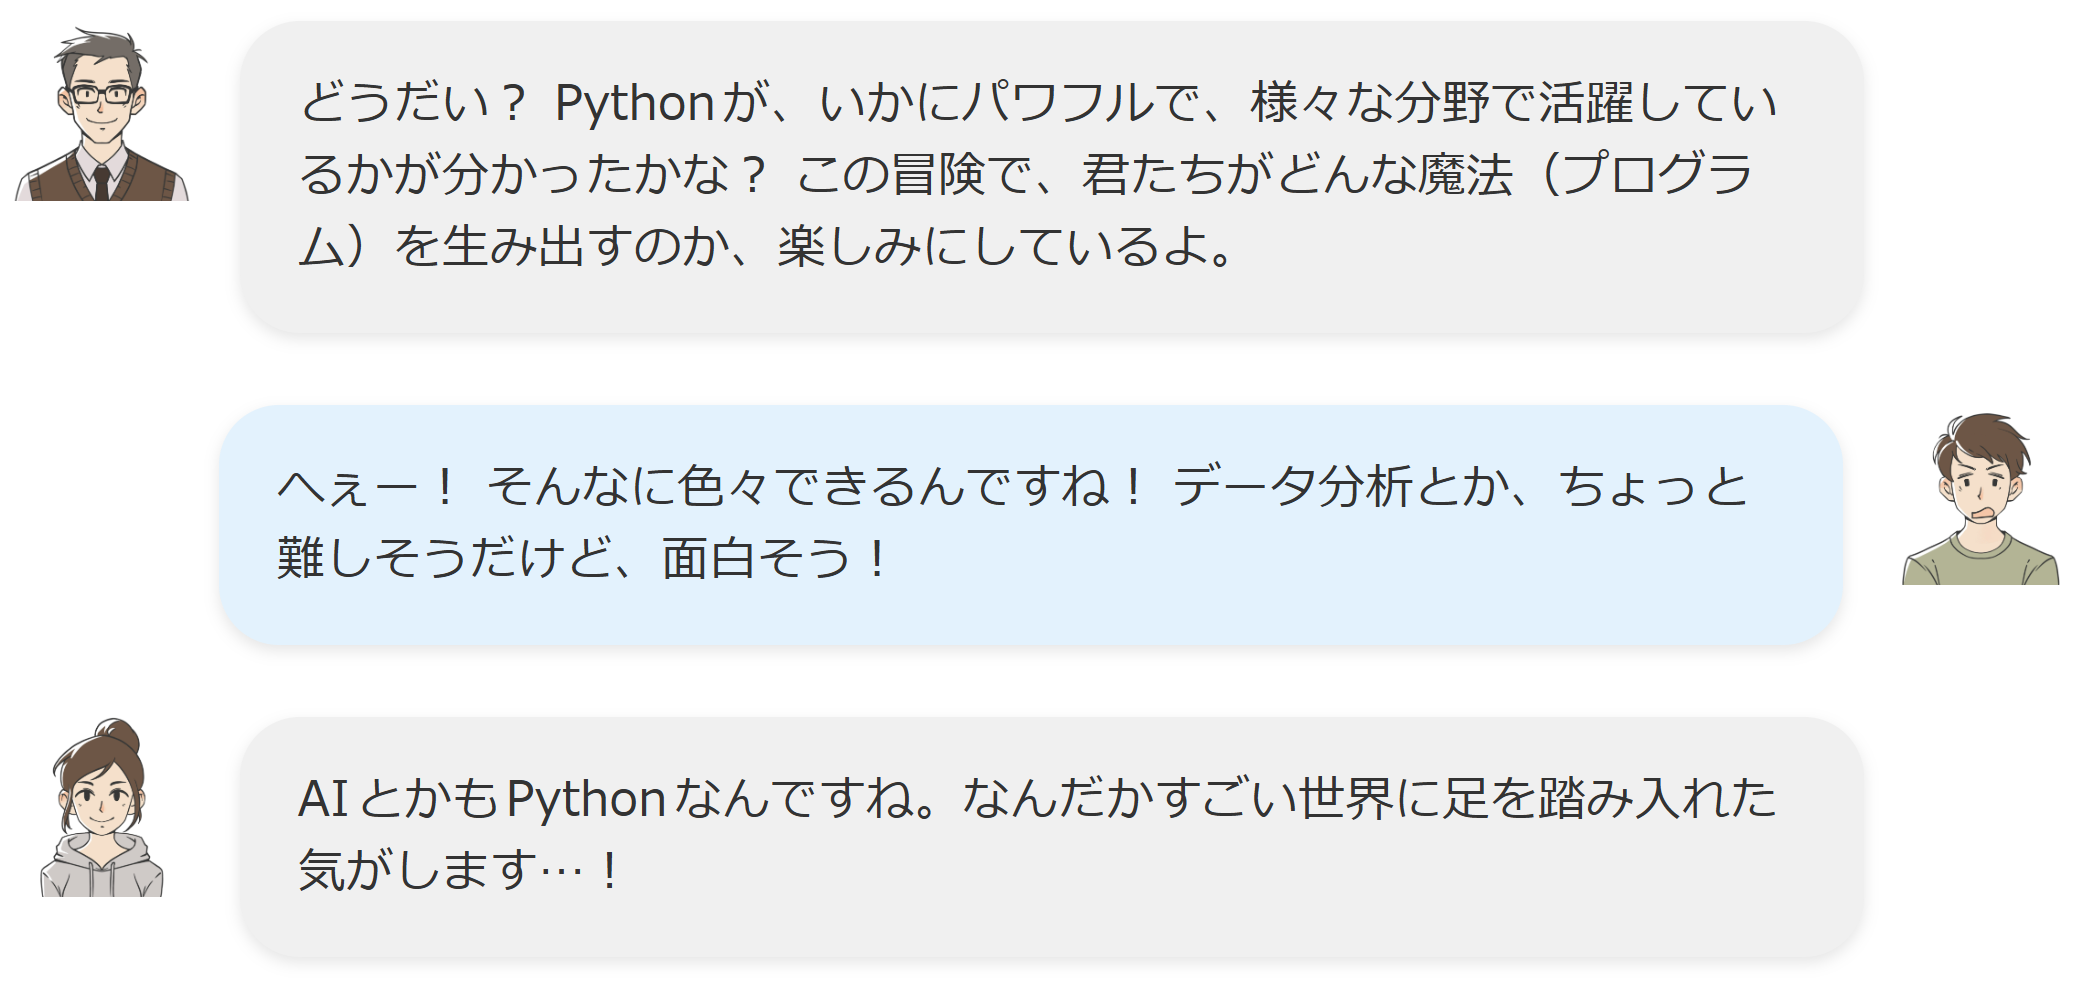 どうだい？ Pythonが、いかにパワフルで、様々な分野で活躍してい
るかが分かったかな？ この冒険で、君たちがどんな魔法（プログラ
ム）を生み出すのか、楽しみにしているよ。
へぇー！ そんなに色々できるんですね！ データ分析とか、ちょっと
難しそうだけど、面白そう！
AIとかもPythonなんですね。なんだかすごい世界に足を踏み入れた
気がします…！